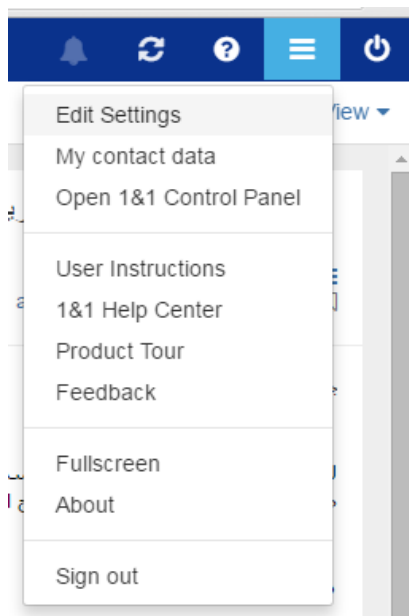 View
Edit Settings
My contact data
Open 1&1 Control Panel
User Instructions
1&1 Help Center
Product Tour
Feedback
Fullscreen
About
Sign out